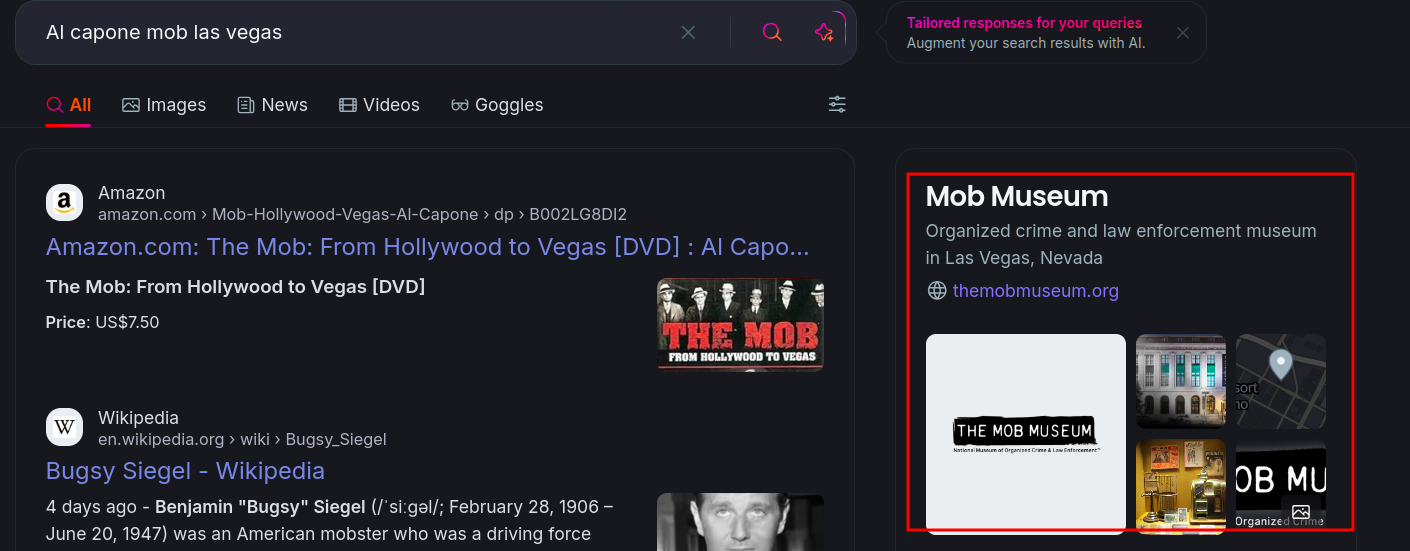 Al capone mob las vegas
Tailored responses for your queries
Augment your search results with AI.
All
Images
News
Videos
Goggles
Amazon
amazon.com › Mob-Hollywood-Vegas-Al-Capone › dp › B002LG8DI2
Amazon.com: The Mob: From Hollywood to Vegas [DVD] : Al Capo...
The Mob: From Hollywood to Vegas [DVD]
Price: US$7.50
THE MOB
FROM HOLLYWOOD TO VEGAS
Wikipedia
en.wikipedia.org › wiki › Bugsy_Siegel
Bugsy Siegel - Wikipedia
4 days ago - Benjamin "Bugsy" Siegel (/ˈsiːɡəl/; February 28, 1906 –
June 20, 1947) was an American mobster who was a driving force
Mob Museum
Organized crime and law enforcement museum
in Las Vegas, Nevada
themobmuseum.org
THE MOB MUSEUM
National Museum of Organized Crime & Law Enforcement
sort
no
OB MU
Organized Crime